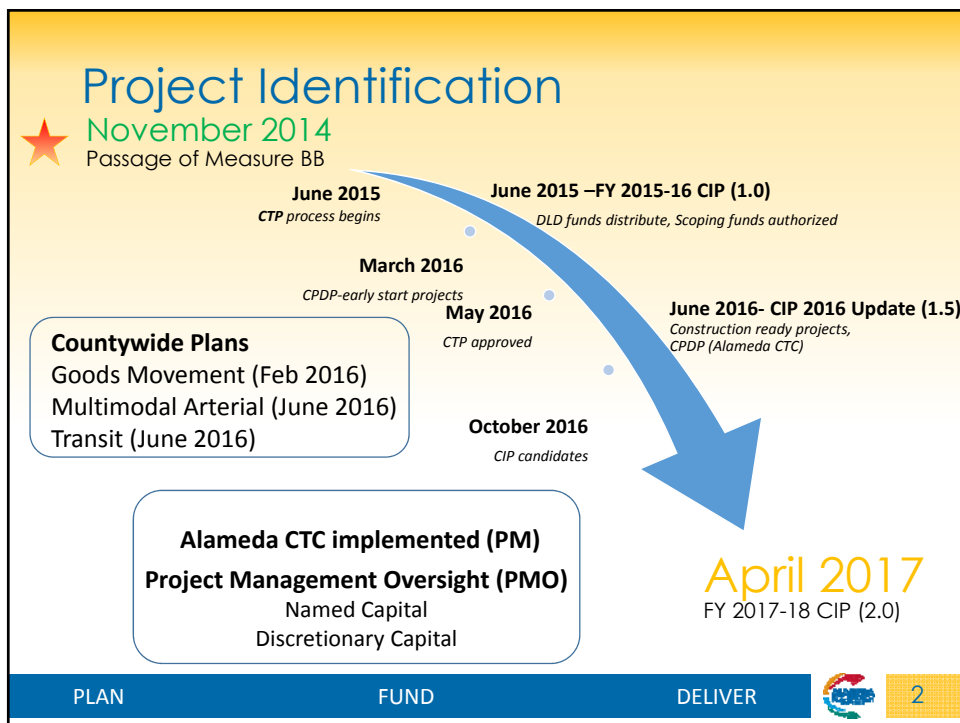 Project Identification
November 2014
Passage of Measure BB
June 2015
CTP process begins
June 2015 –FY 2015-16 CIP (1.0)
DLD funds distribute, Scoping funds authorized
March 2016
CPDP-early start projects
May 2016
CTP approved
June 2016- CIP 2016 Update (1.5)
Construction ready projects,
CPDP (Alameda CTC)
Countywide Plans
Goods Movement (Feb 2016)
Multimodal Arterial (June 2016)
Transit (June 2016)
October 2016
CIP candidates
Alameda CTC implemented (PM)
Project Management Oversight (PMO)
Named Capital
Discretionary Capital
April 2017
FY 2017-18 CIP (2.0)
PLAN FUND DELIVER 2